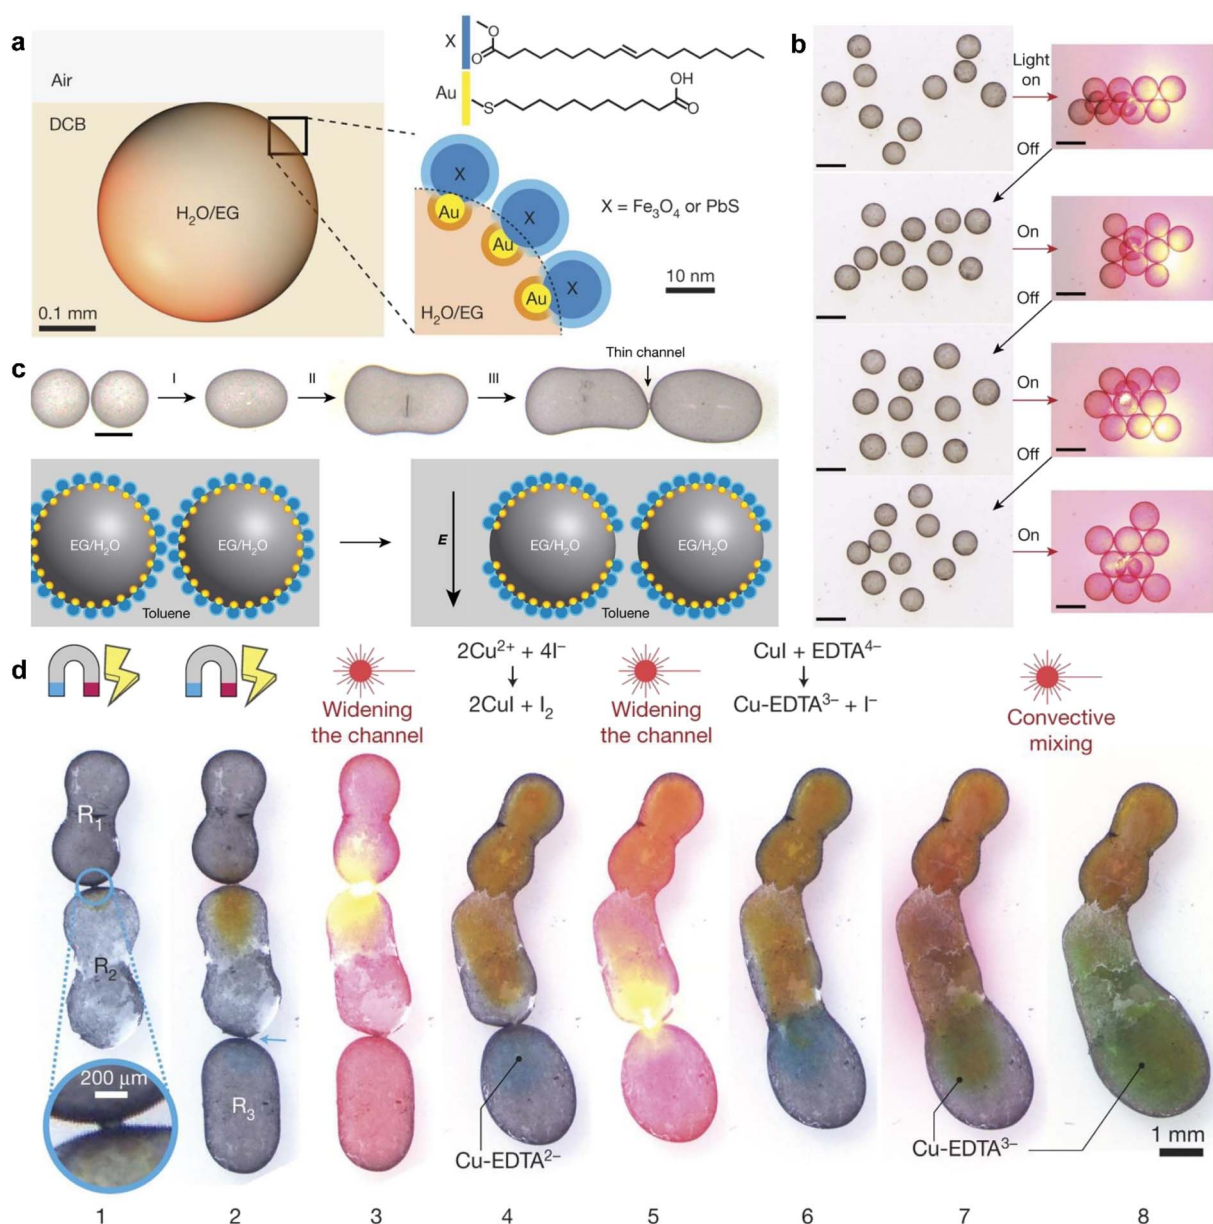 a
Air
DCB
H₂O/EG
0.1 mm
X
Au
O
O
S
OH
O
X
X
X
Au
Au
Au
X = Fe₃O₄ or PbS
10 nm
H₂O/EG
b
Light
on
Off
On
Off
On
Off
On
c
I
II
III
Thin channel
EG/H₂O
EG/H₂O
Toluene
E
EG/H₂O
EG/H₂O
Toluene
d
Widening
the channel
2Cu²⁺ + 4I⁻
2CuI + I₂
Widening
the channel
CuI + EDTA⁴⁻
Cu-EDTA³⁻ + I⁻
Convective
mixing
R₁
R₂
200 µm
R₃
Cu-EDTA²⁻
Cu-EDTA³⁻
1 mm
1 2 3 4 5 6 7 8